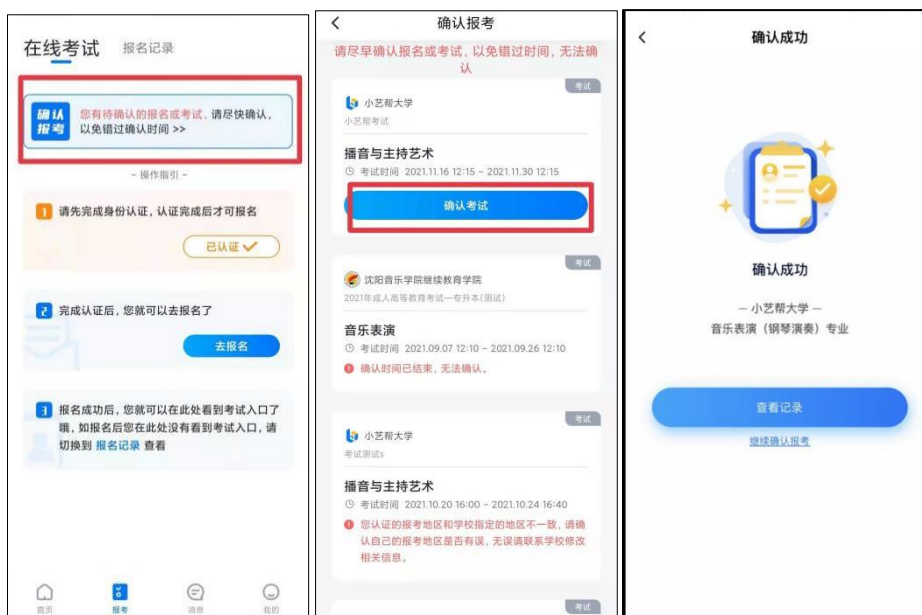 在线考试 报名记录
确认
报考
您有待确认的报名或考试，请尽快确认，
以免错过确认时间 >>
- 操作指引 -
1 请先完成身份认证，认证完成后才可报名
已认证
2 完成认证后，您就可以去报名了
去报名
3 报名成功后，您就可以在此处看到考试入口了
哦，如报名后您在此处没有看到考试入口，请
切换到 报名记录 查看
首页 报考 消息 我的
确认报考
请尽早确认报名或考试，以免错过时间，无法确
认
考试
小艺帮大学
小艺帮考试
播音与主持艺术
考试时间 2021.11.16 12:15 - 2021.11.30 12:15
确认考试
考试
沈阳音乐学院继续教育学院
2021年成人高等教育考试—专升本(测试)
音乐表演
考试时间 2021.09.07 12:10 - 2021.09.26 12:10
确认时间已结束，无法确认。
考试
小艺帮大学
考试测试s
播音与主持艺术
考试时间 2021.10.20 16:00 - 2021.10.24 16:40
您认证的报考地区和学校指定的地区不一致，请确
认自己的报考地区是否有误，无误请联系学校修改
相关信息。
考试
确认成功
确认成功
— 小艺帮大学 —
音乐表演（钢琴演奏）专业
查看记录
继续确认报考